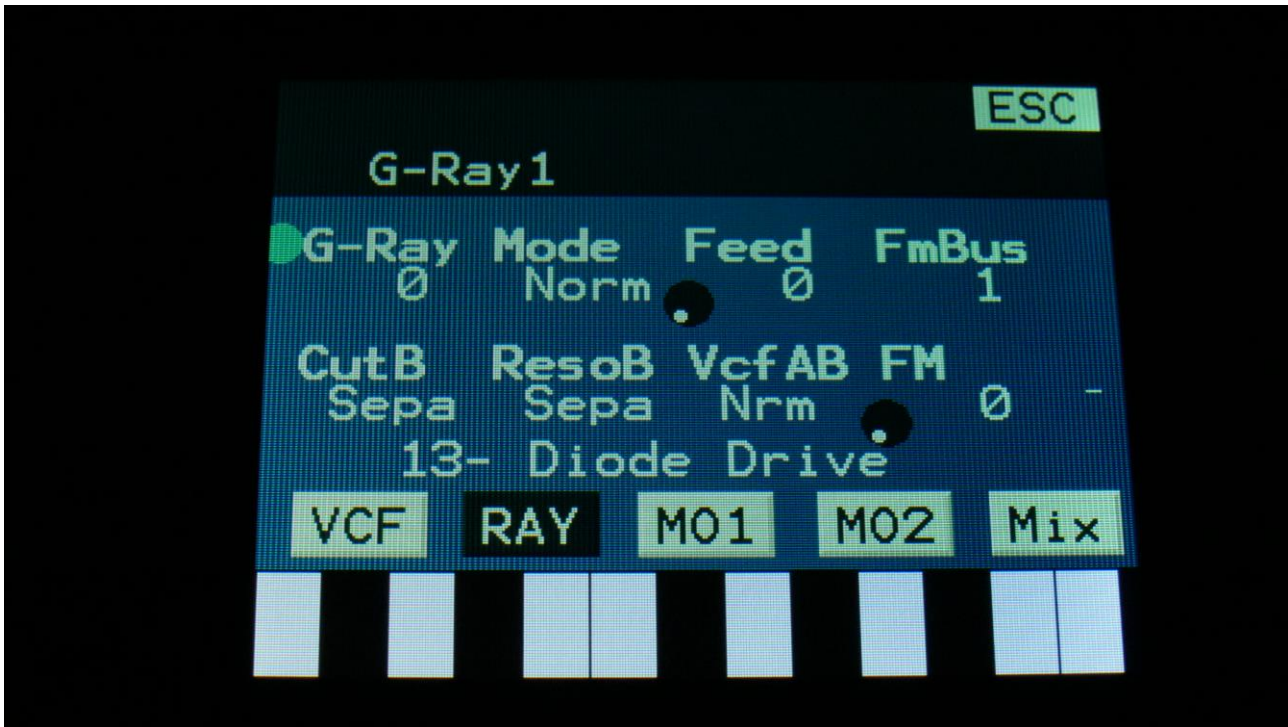 ESC
G-Ray1
G-Ray Mode Feed FmBus
0 Norm 0 1
CutB ResoB VcfAB FM
Sepa Sepa Nrm 0 -
13- Diode Drive
VCF RAY MO1 MO2 Mix